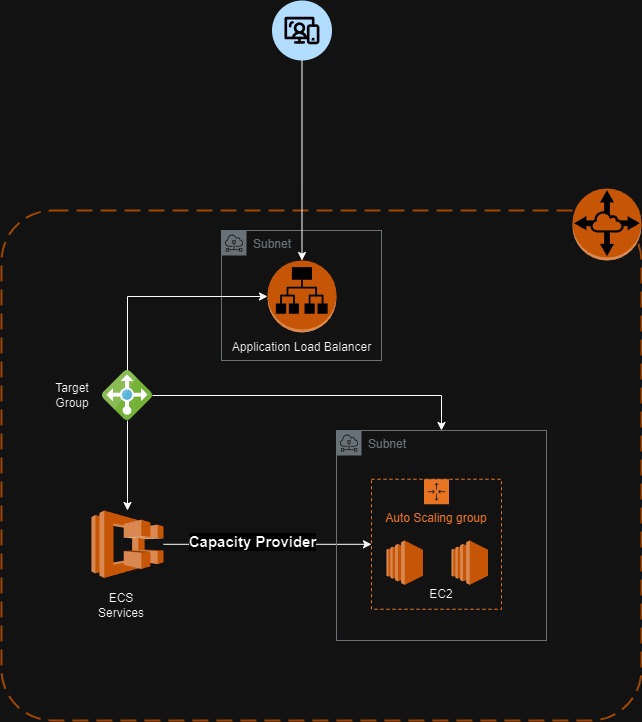 Subnet
Application Load Balancer
Target
Group
Subnet
Auto Scaling group
Capacity Provider
EC2
ECS
Services